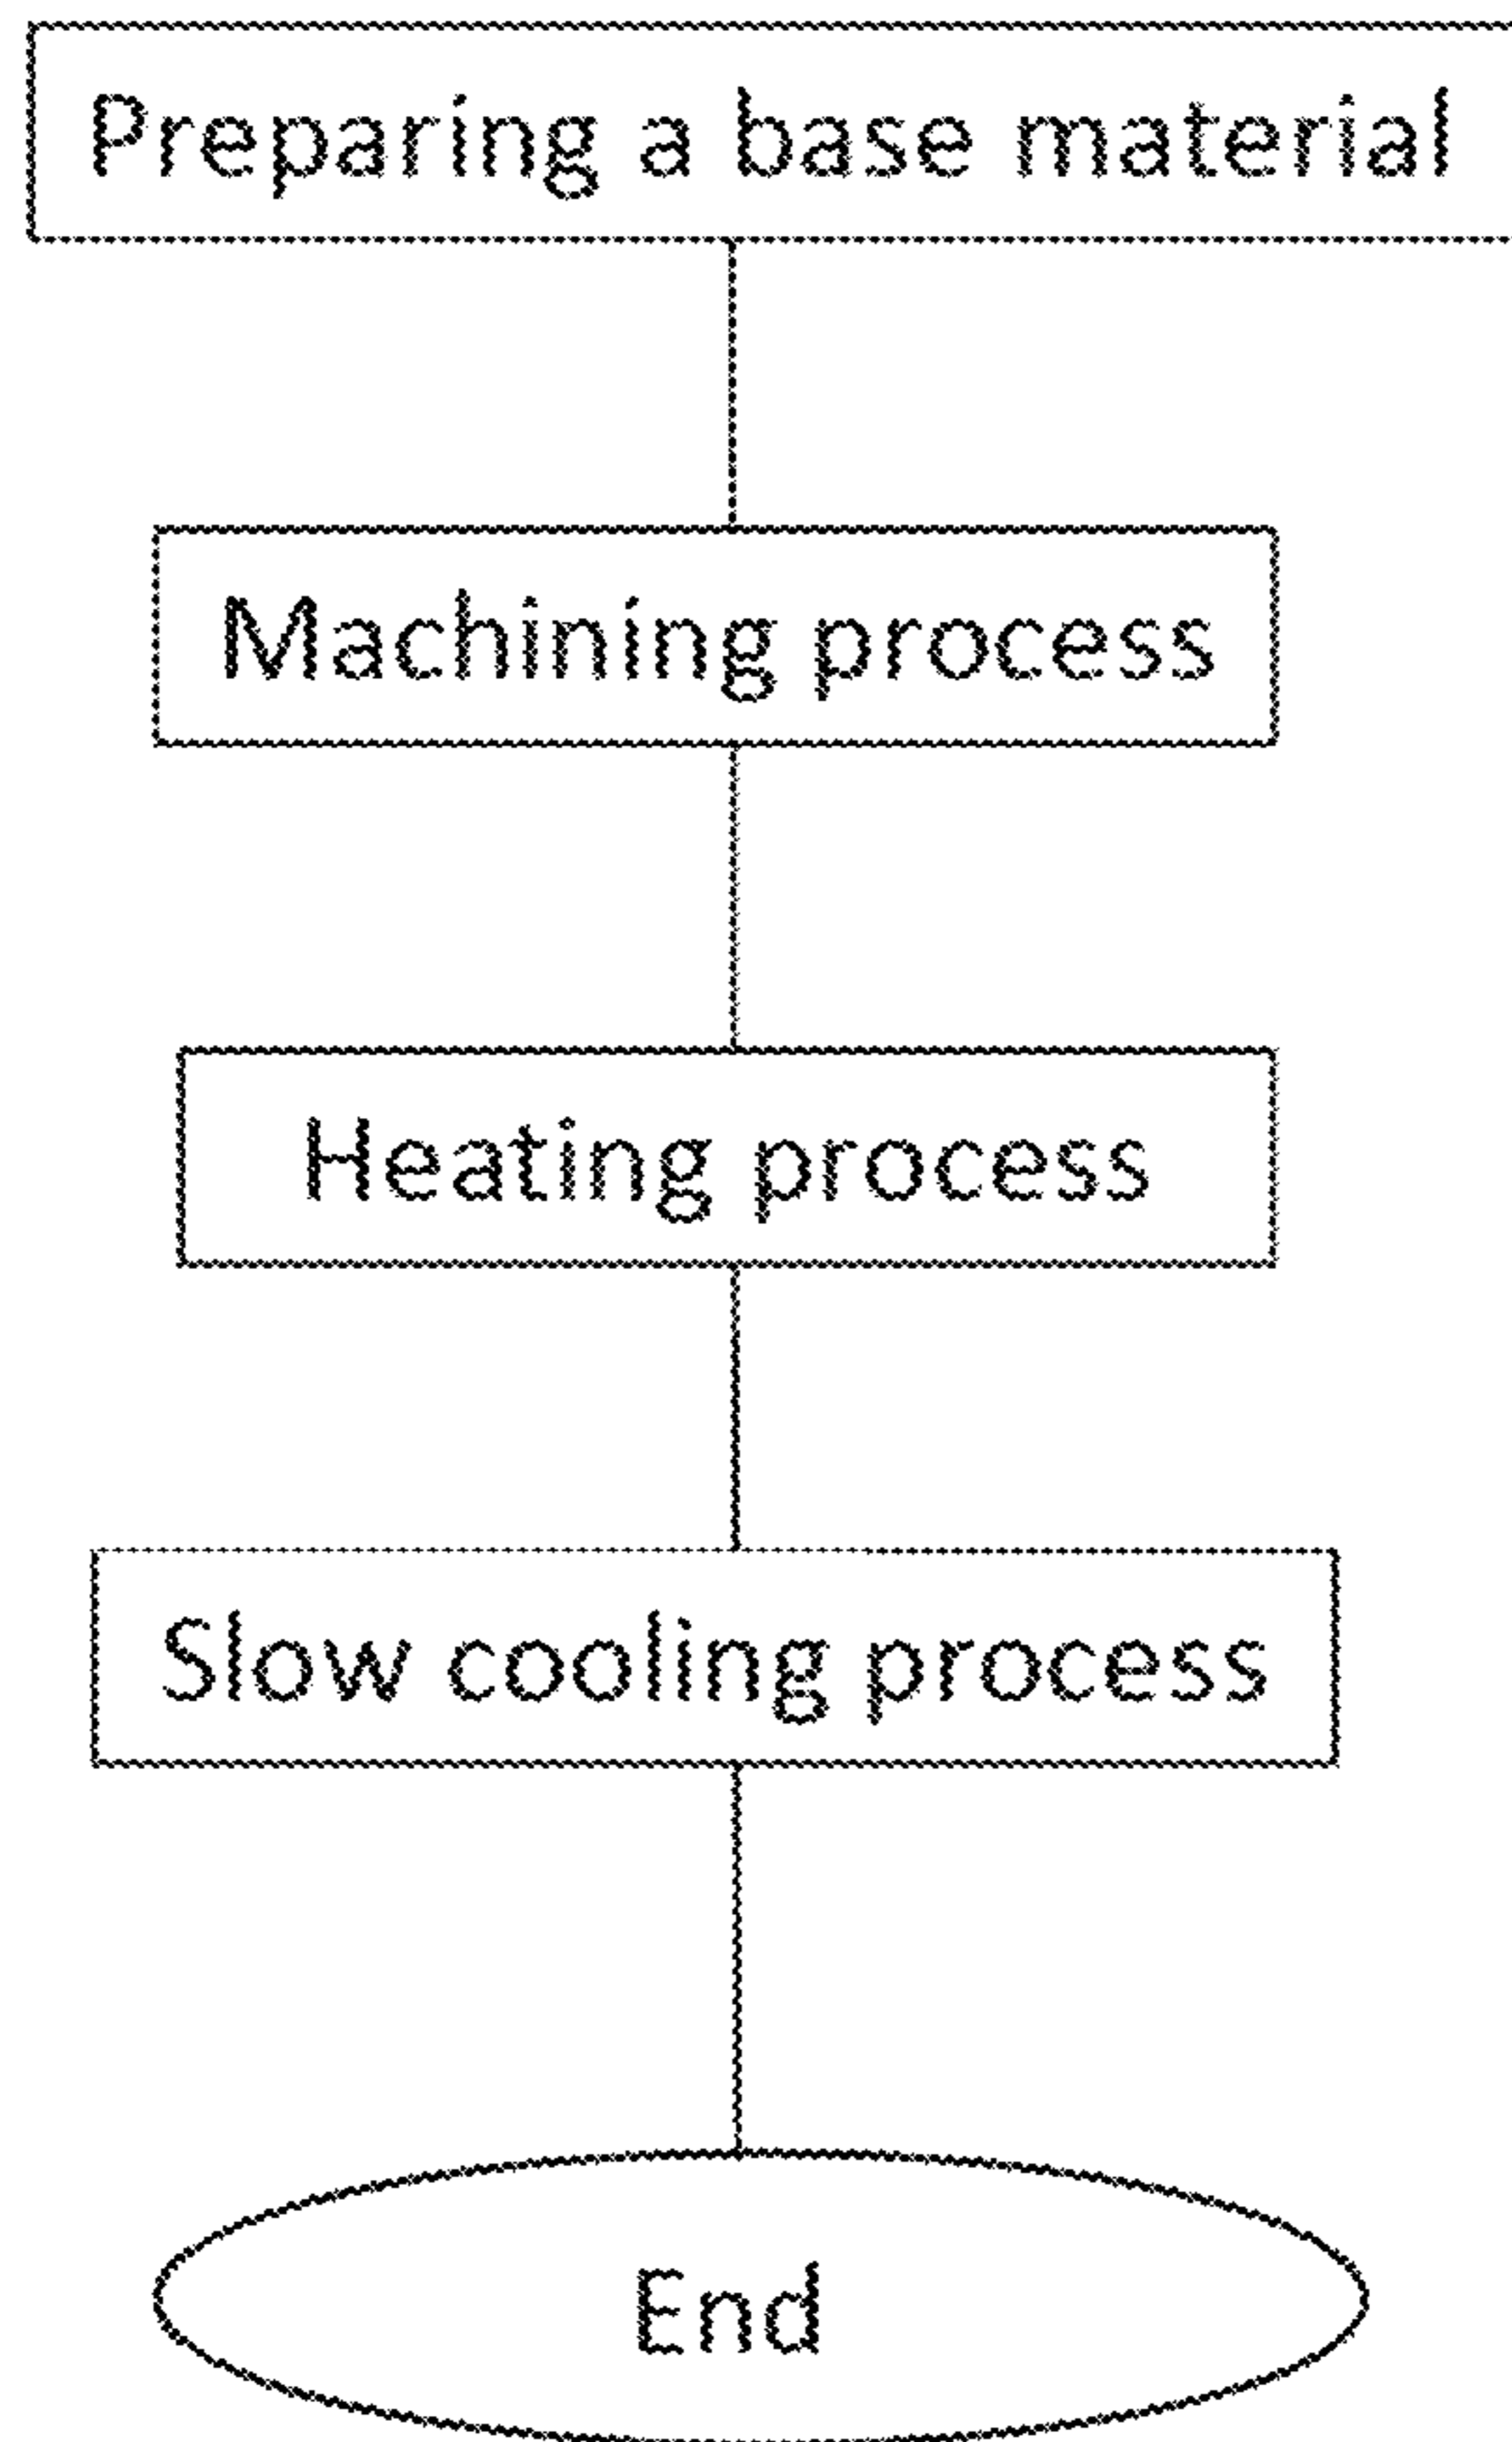 Preparing a base material
Machining process
Heating process
Slow cooling process
End